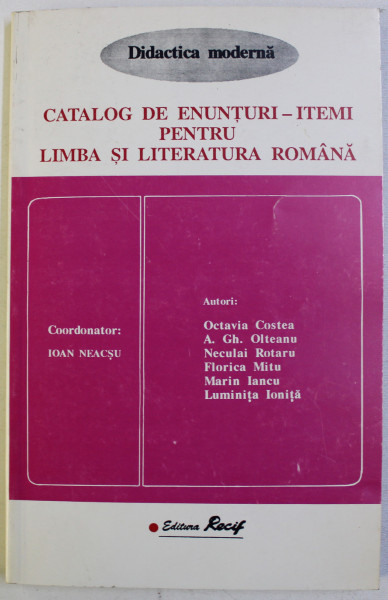 Didactica modernă
CATALOG DE ENUNȚURI – ITEMI
PENTRU
LIMBA ȘI LITERATURA ROMÂNĂ
Coordonator:
IOAN NEACȘU
Autori:
Octavia Costea
A. Gh. Olteanu
Neculai Rotaru
Florica Mitu
Marin Iancu
Luminița Ioniță
Editura Recif